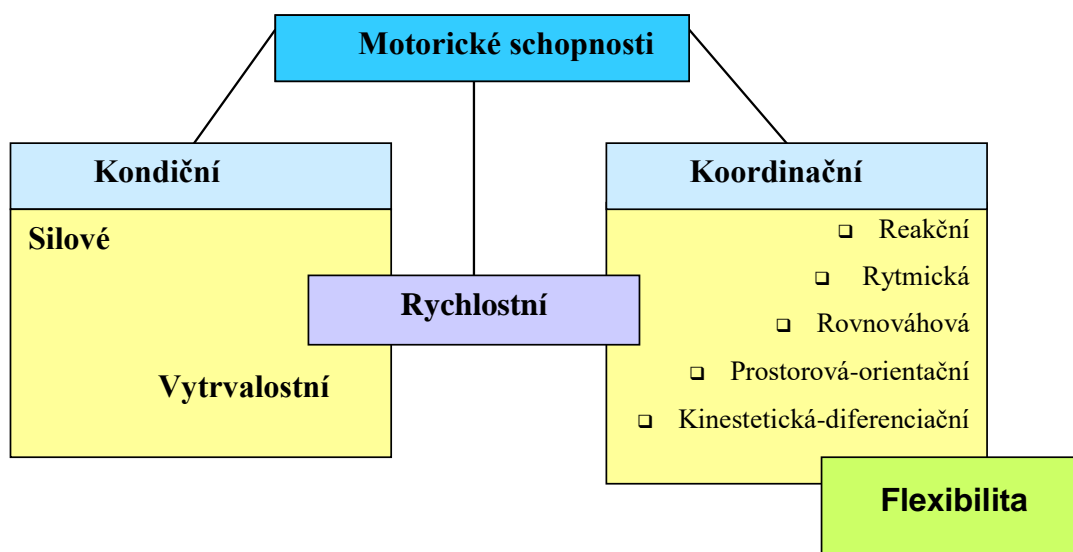 Motorické schopnosti
Kondiční
Silové
Vytrvalostní
Rychlostní
Koordinační
❑ Reakční
❑ Rytmická
❑ Rovnováhová
❑ Prostorová-orientační
❑ Kinestetická-diferenciační
Flexibilita